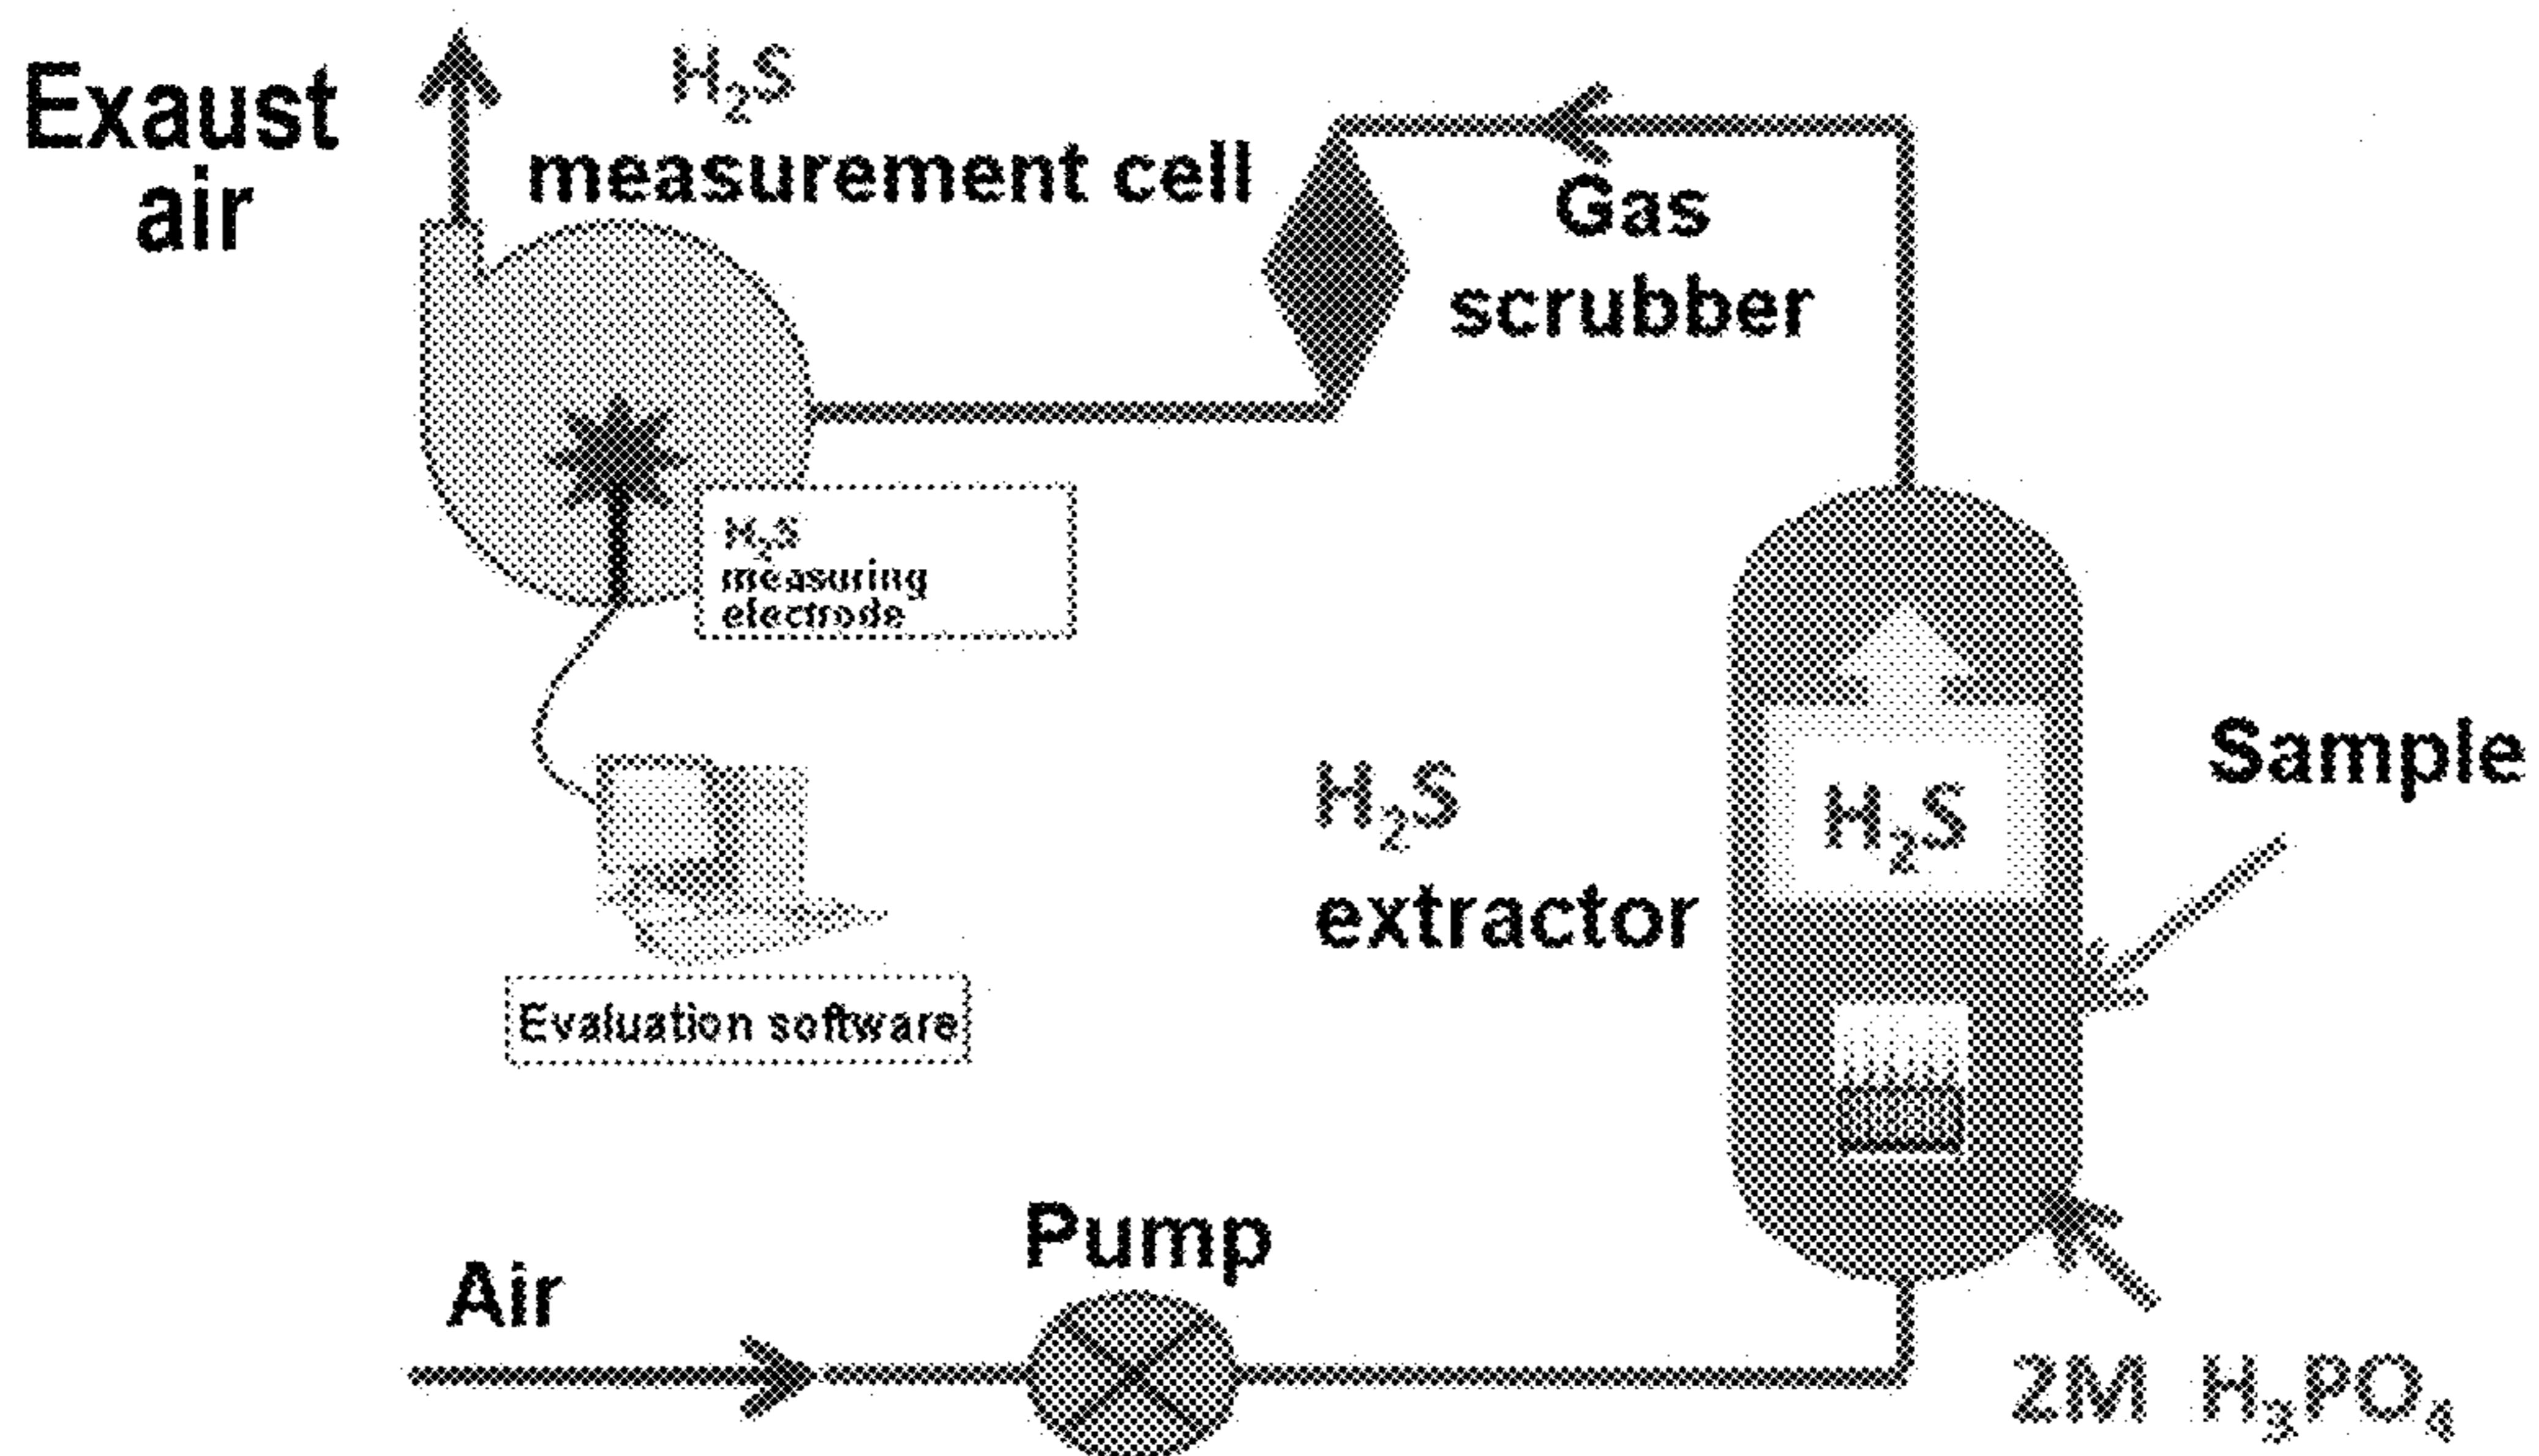 Exaust
air
H₂S
measurement cell
Gas
scrubber
H₂S
measuring
electrode
H₂S
extractor
H₂S
Sample
Evaluation software
Pump
Air
2M H₃PO₄